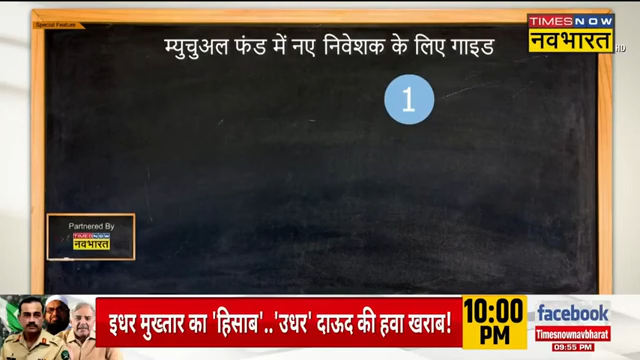 Special Feature
TIMES NOW
नवभारत
HD
म्युचुअल फंड में नए निवेशक के लिए गाइड
1
Partnered By
TIMES NOW
नवभारत
इधर मुख्तार का 'हिसाब'..'उधर' दाऊद की हवा खराब!
10:00
PM
facebook
Timesnownavbharat
09:55 PM